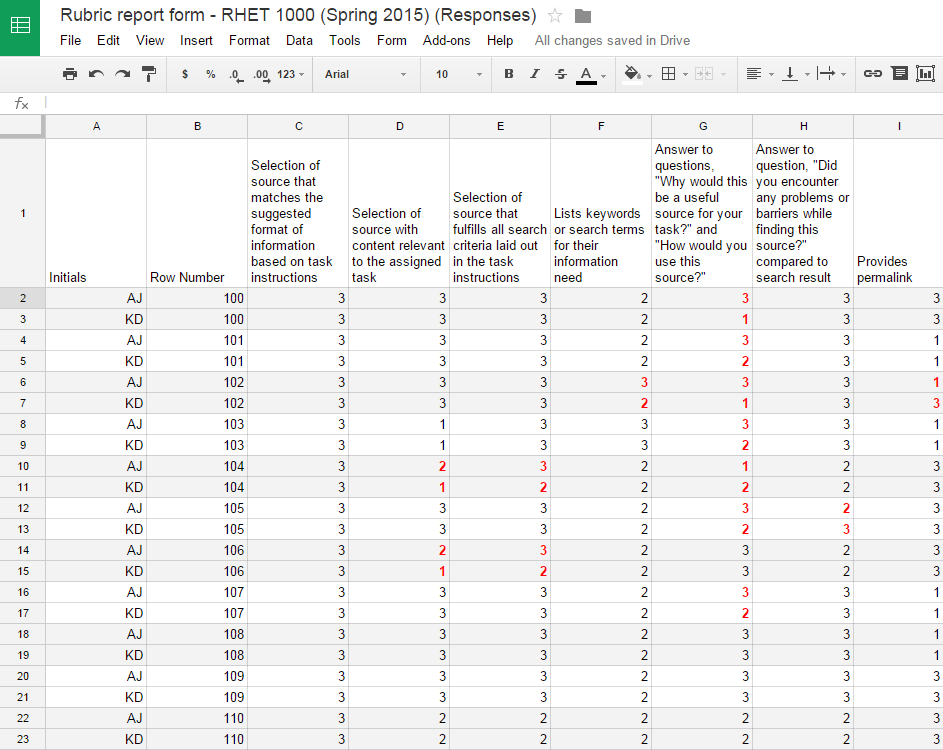 Rubric report form - RHET 1000 (Spring 2015) (Responses)
File Edit View Insert Format Data Tools Form Add-ons Help All changes saved in Drive
$ % .0 .00 123 Arial 10 B I S A
fx
A B C D E F G H I
1
Initials
Row Number
Selection of
source that
matches the
suggested
format of
information
based on task
instructions
Selection of
source with
content relevant
to the assigned
task
Selection of
source that
fulfills all search
criteria laid out
in the task
instructions
Lists keywords
or search terms
for their
information
need
Answer to
questions,
"Why would this
be a useful
source for your
task?" and
"How would you
use this
source?"
Answer to
question, "Did
you encounter
any problems or
barriers while
finding this
source?"
compared to
search result
Provides
permalink
2 AJ 100 3 3 3 2 3 3 3
3 KD 100 3 3 3 2 1 3 3
4 AJ 101 3 3 3 2 3 3 1
5 KD 101 3 3 3 2 2 3 1
6 AJ 102 3 3 3 3 3 3 1
7 KD 102 3 3 3 2 1 3 3
8 AJ 103 3 1 3 3 3 3 1
9 KD 103 3 1 3 3 2 3 1
10 AJ 104 3 2 3 2 1 2 3
11 KD 104 3 1 2 2 2 2 3
12 AJ 105 3 3 3 2 3 2 3
13 KD 105 3 3 3 2 2 3 3
14 AJ 106 3 2 3 2 3 2 3
15 KD 106 3 1 2 2 3 2 3
16 AJ 107 3 3 3 2 3 3 1
17 KD 107 3 3 3 2 2 3 1
18 AJ 108 3 3 3 2 3 3 1
19 KD 108 3 3 3 2 3 3 1
20 AJ 109 3 3 3 2 3 3 3
21 KD 109 3 3 3 2 3 3 3
22 AJ 110 3 2 2 2 2 2 3
23 KD 110 3 2 2 2 2 2 3